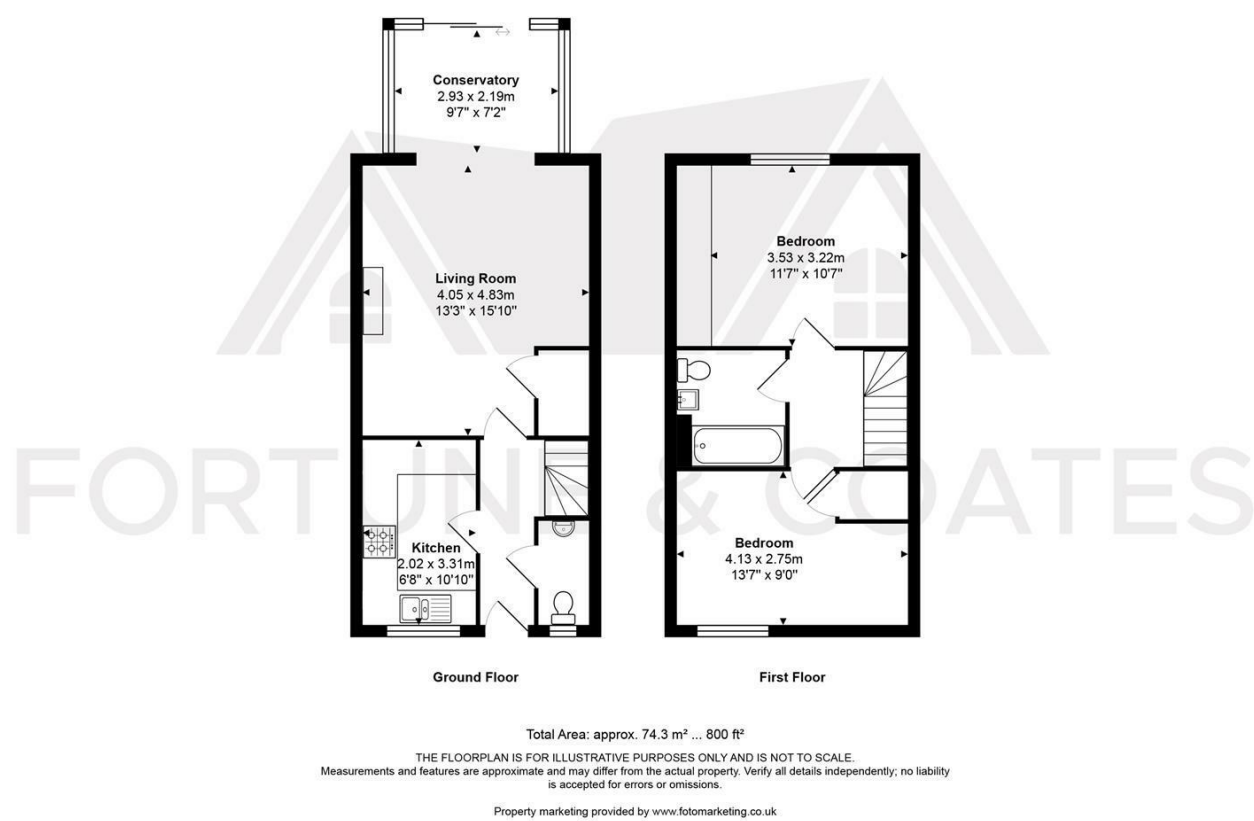 Conservatory
2.93 x 2.19m
9'7" x 7'2"
Living Room
4.05 x 4.83m
13'3" x 15'10"
Kitchen
2.02 x 3.31m
6'8" x 10'10"
Ground Floor
Bedroom
3.53 x 3.22m
11'7" x 10'7"
Bedroom
4.13 x 2.75m
13'7" x 9'0"
First Floor
FORTUNE & COATES
Total Area: approx. 74.3 m² ... 800 ft²
THE FLOORPLAN IS FOR ILLUSTRATIVE PURPOSES ONLY AND IS NOT TO SCALE.
Measurements and features are approximate and may differ from the actual property. Verify all details independently; no liability
is accepted for errors or omissions.
Property marketing provided by www.fotomarketing.co.uk